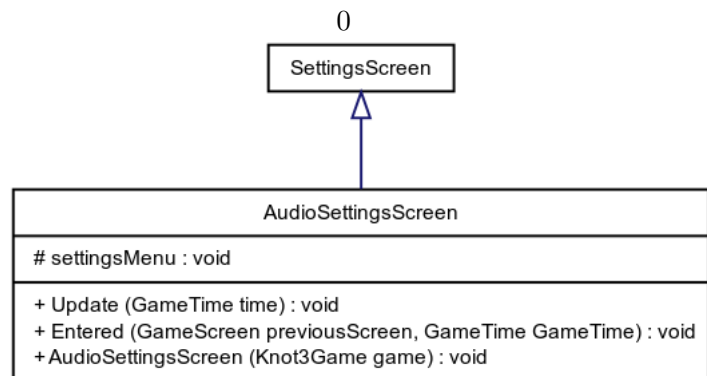 0
SettingsScreen
AudioSettingsScreen
# settingsMenu : void
+ Update (GameTime time) : void
+ Entered (GameScreen previousScreen, GameTime GameTime) : void
+AudioSettingsScreen (Knot3Game game) : void